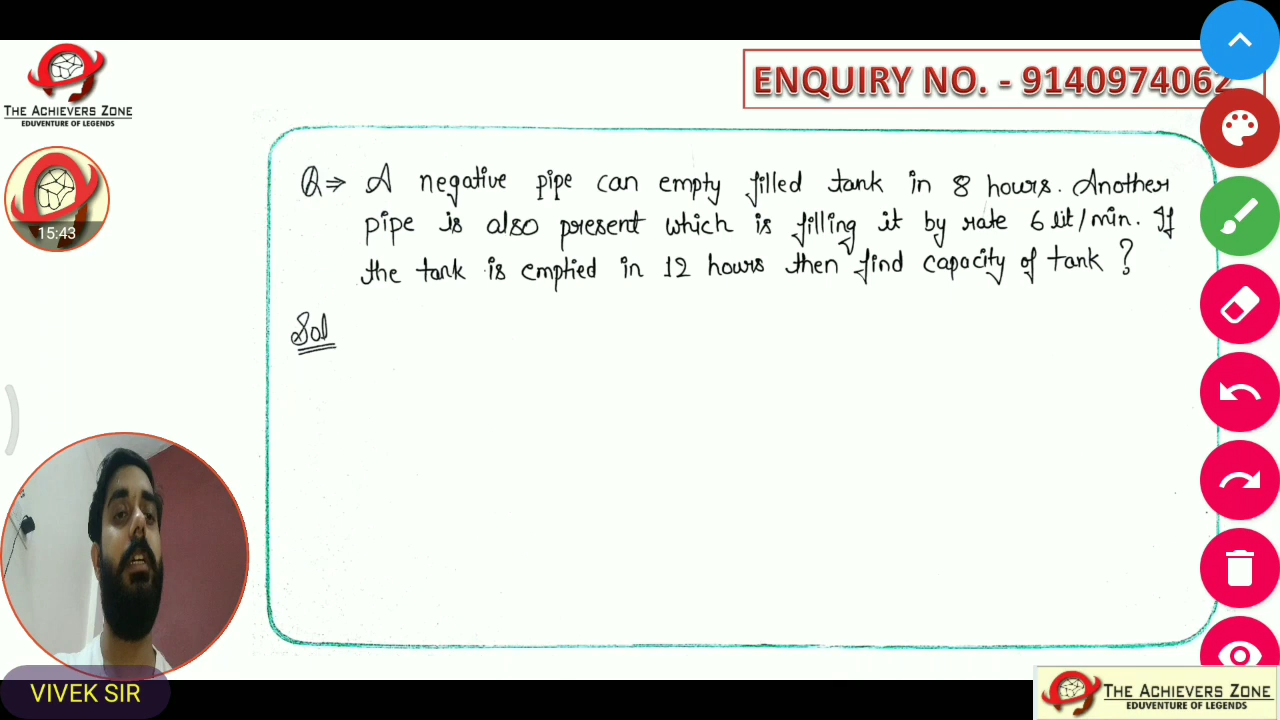 THE ACHIEVERS ZONE
EDUVENTURE OF LEGENDS
ENQUIRY NO. - 9140974062
15:43
Q⇒ A negative pipe can empty filled tank in 8 hours. Another
pipe is also present which is filling it by rate 6 lit/min. If
the tank is emptied in 12 hours then find capacity of tank ?
Sol
VIVEK SIR
THE ACHIEVERS ZONE
EDUVENTURE OF LEGENDS